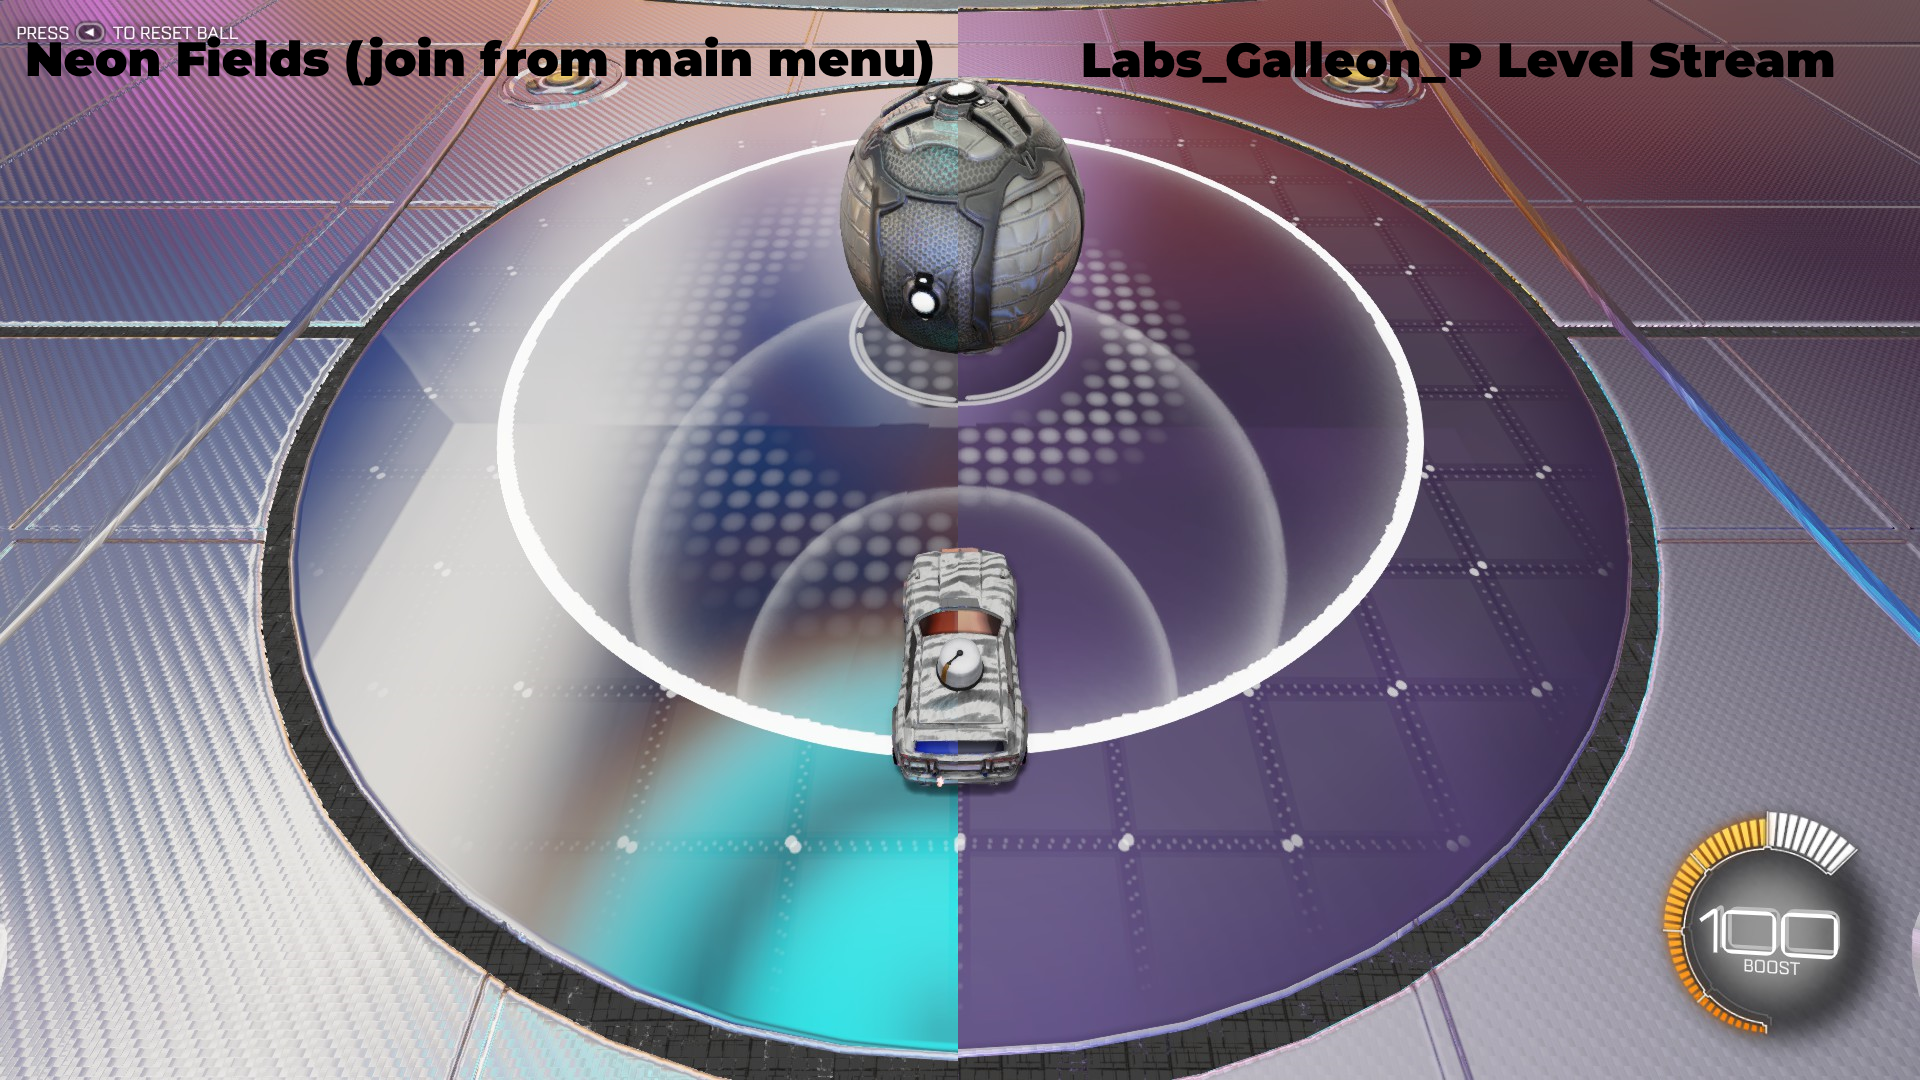 PRESS ◄ TO RESET BALL
Neon Fields (join from main menu)
Labs_Galleon_P Level Stream
100
BOOST